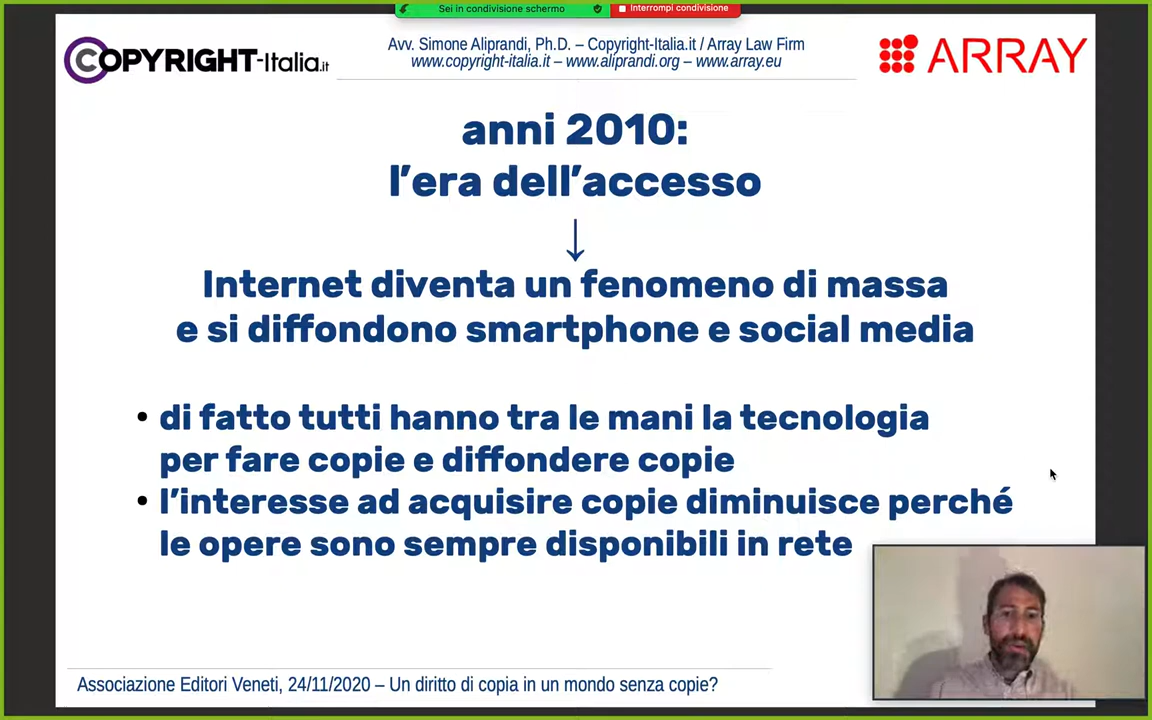 Sei in condivisione schermo
Interrompi condivisione
COPYRIGHT-Italia.it
Avv. Simone Aliprandi, Ph.D. – Copyright-Italia.it / Array Law Firm
www.copyright-italia.it – www.aliprandi.org – www.array.eu
ARRAY
anni 2010:
l'era dell'accesso
↓
Internet diventa un fenomeno di massa
e si diffondono smartphone e social media
• di fatto tutti hanno tra le mani la tecnologia
per fare copie e diffondere copie
• l'interesse ad acquisire copie diminuisce perché
le opere sono sempre disponibili in rete
Associazione Editori Veneti, 24/11/2020 – Un diritto di copia in un mondo senza copie?